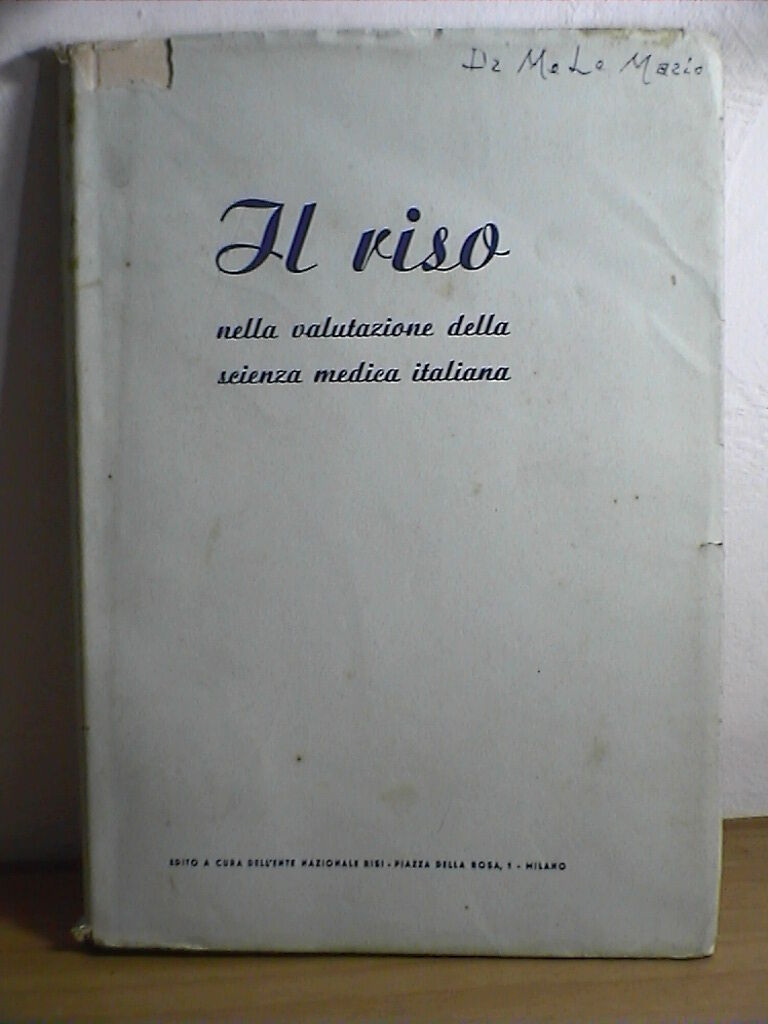 Dr Mele Mario
Il riso
nella valutazione della
scienza medica italiana
EDITO A CURA DELL'ENTE NAZIONALE RISI - PIAZZA DELLA ROSA, 1 - MILANO